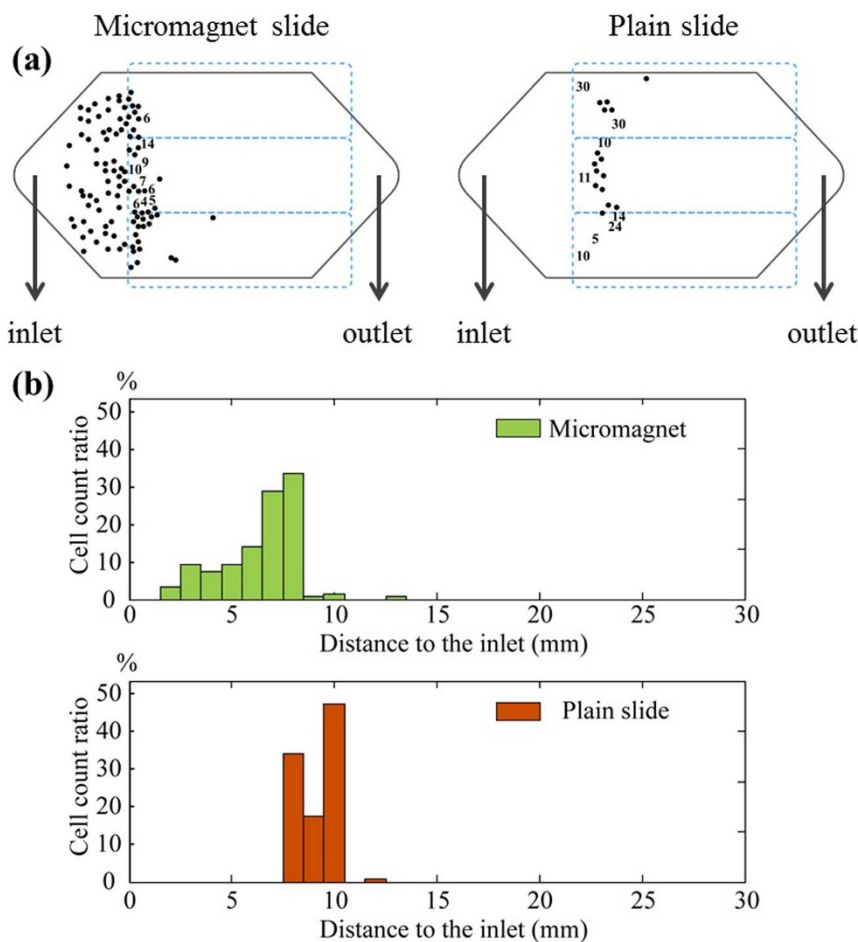 Micromagnet slide
Plain slide
(a)
6
14
9
10
7
6
6 4 5
30
30
10
11
14
24
5
10
inlet
outlet
inlet
outlet
(b)
%
50
40
30
20
10
0
Cell count ratio
Micromagnet
0 5 10 15 20 25 30
Distance to the inlet (mm)
%
50
40
30
20
10
0
Cell count ratio
Plain slide
0 5 10 15 20 25 30
Distance to the inlet (mm)